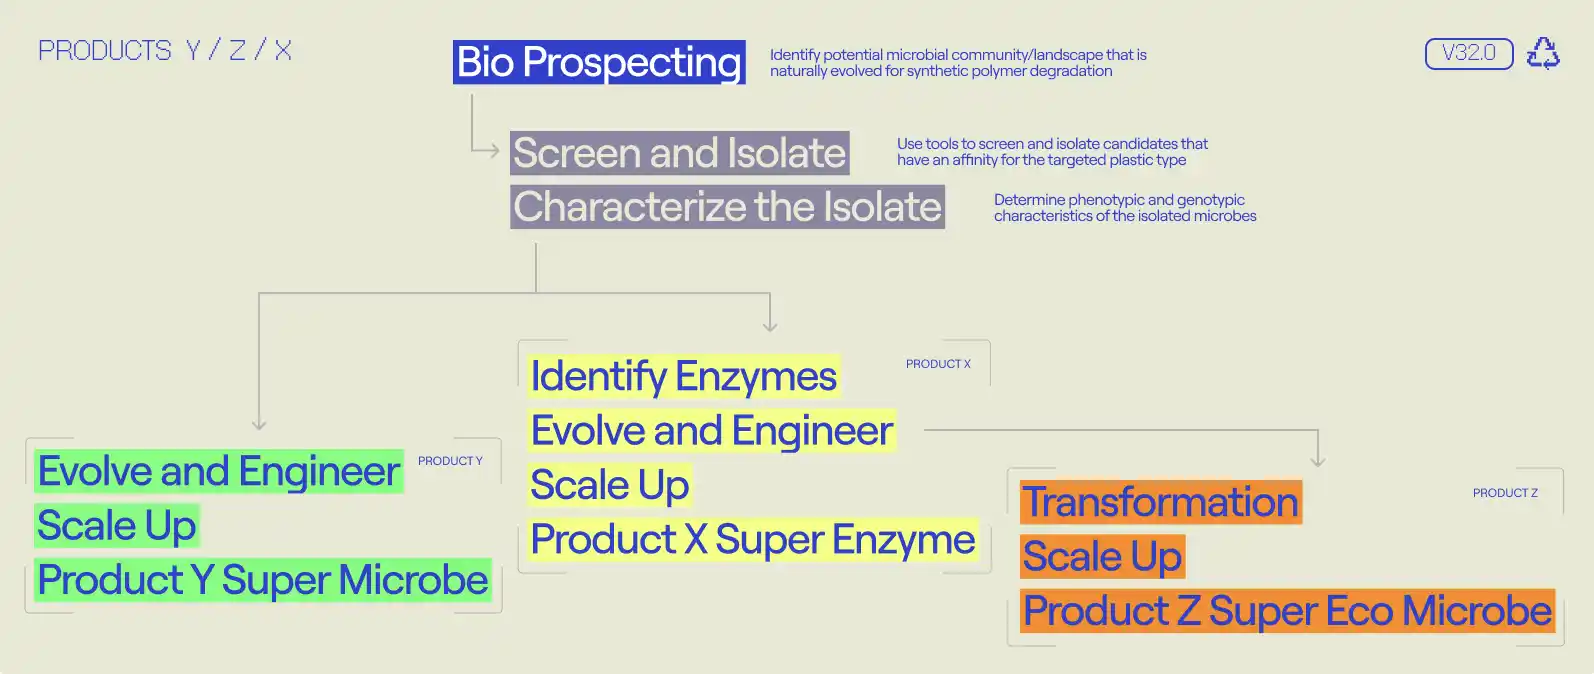 PRODUCTS Y / Z / X
Bio Prospecting
Identify potential microbial community/landscape that is
naturally evolved for synthetic polymer degradation
V32.0
Screen and Isolate
Use tools to screen and isolate candidates that
have an affinity for the targeted plastic type
Characterize the Isolate
Determine phenotypic and genotypic
characteristics of the isolated microbes
Evolve and Engineer
PRODUCT Y
Scale Up
Product Y Super Microbe
Identify Enzymes
PRODUCT X
Evolve and Engineer
Scale Up
Product X Super Enzyme
Transformation
PRODUCT Z
Scale Up
Product Z Super Eco Microbe